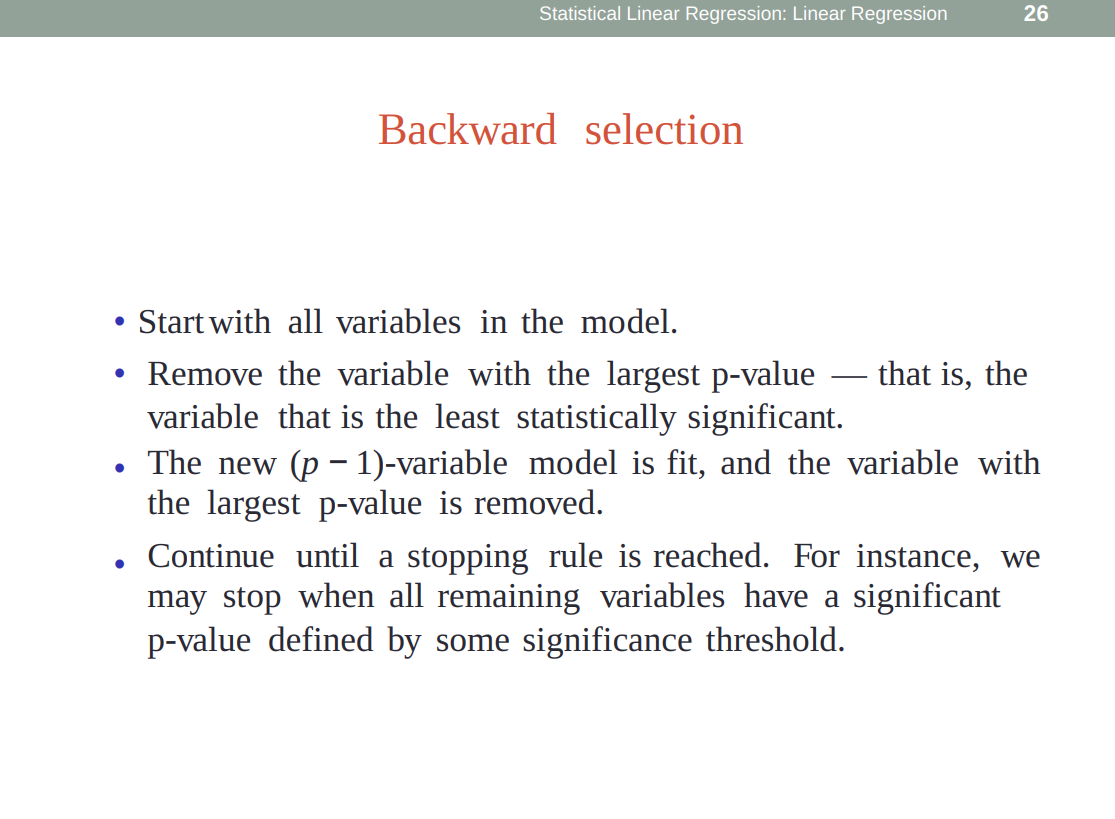 Statistical Linear Regression: Linear Regression 26
Backward selection
• Start with all variables in the model.
• Remove the variable with the largest p-value — that is, the
variable that is the least statistically significant.
• The new (p − 1)-variable model is fit, and the variable with
the largest p-value is removed.
• Continue until a stopping rule is reached. For instance, we
may stop when all remaining variables have a significant
p-value defined by some significance threshold.